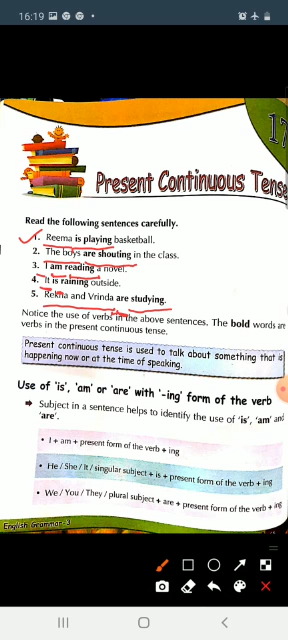 16:19
17
Present Continuous Tense
Read the following sentences carefully.
1. Reema is playing basketball.
2. The boys are shouting in the class.
3. I am reading a novel.
4. It is raining outside.
5. Rekha and Vrinda are studying.
Notice the use of verbs in the above sentences. The bold words are
verbs in the present continuous tense.
Present continuous tense is used to talk about something that is
happening now or at the time of speaking.
Use of 'is', 'am' or 'are' with '-ing' form of the verb
➡ Subject in a sentence helps to identify the use of 'is', 'am' and
'are'.
• I + am + present form of the verb + ing
• He / She / It / singular subject + is + present form of the verb + ing
• We / You / They / plural subject + are + present form of the verb + ing
English Grammar-3